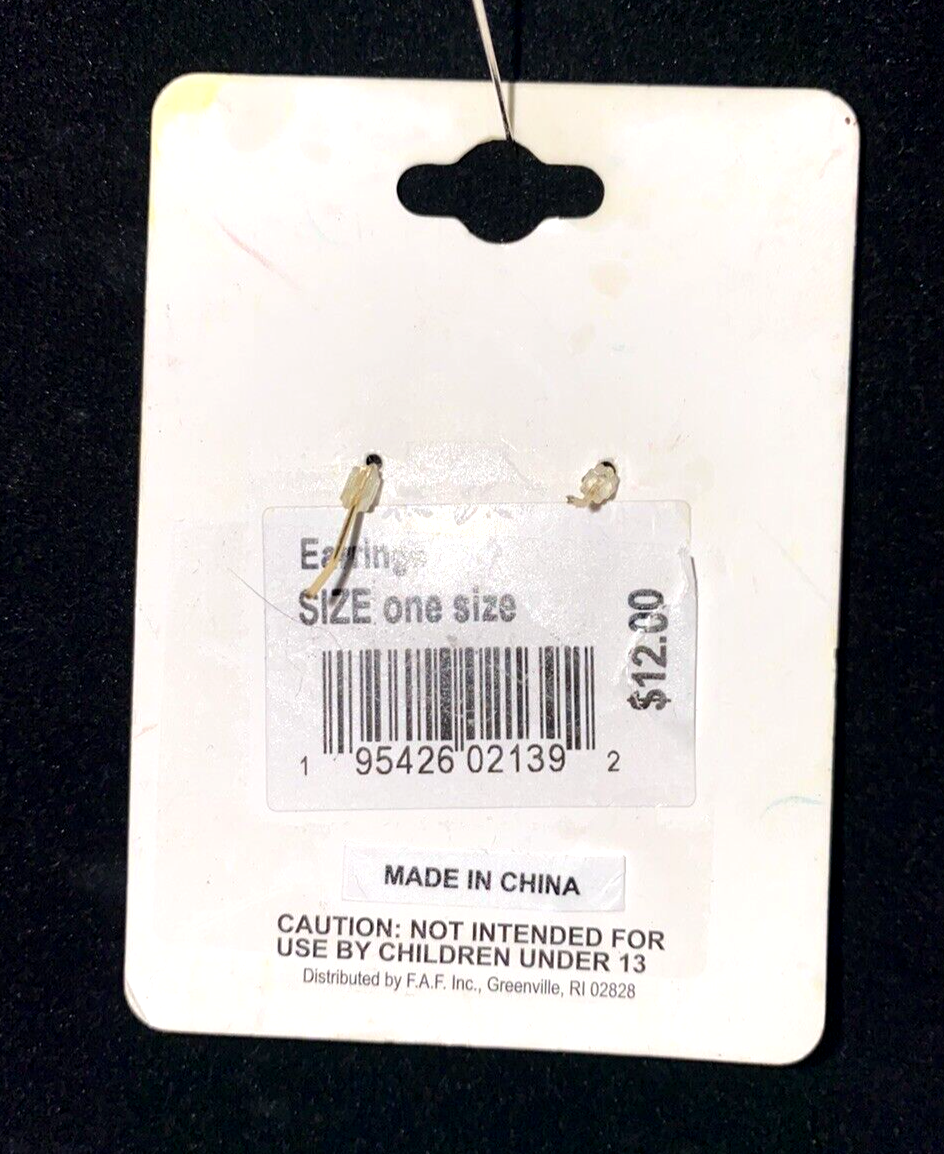 Earrings
SIZE one size
$12.00
1 95426 02139 2
MADE IN CHINA
CAUTION: NOT INTENDED FOR
USE BY CHILDREN UNDER 13
Distributed by F.A.F. Inc., Greenville, RI 02828